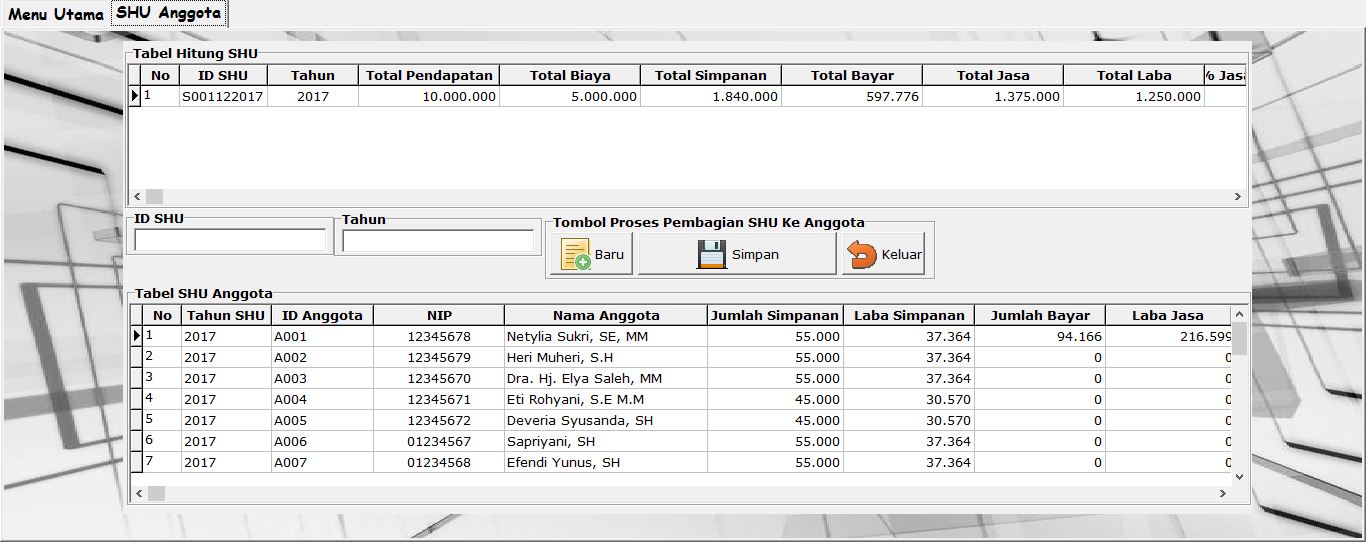 Menu Utama SHU Anggota
Tabel Hitung SHU
No ID SHU Tahun Total Pendapatan Total Biaya Total Simpanan Total Bayar Total Jasa Total Laba % Jasa
1 S001122017 2017 10.000.000 5.000.000 1.840.000 597.776 1.375.000 1.250.000
ID SHU Tahun Tombol Proses Pembagian SHU Ke Anggota
Baru Simpan Keluar
Tabel SHU Anggota
No Tahun SHU ID Anggota NIP Nama Anggota Jumlah Simpanan Laba Simpanan Jumlah Bayar Laba Jasa
1 2017 A001 12345678 Netylia Sukri, SE, MM 55.000 37.364 94.166 216.599
2 2017 A002 12345679 Heri Muheri, S.H 55.000 37.364 0 0
3 2017 A003 12345670 Dra. Hj. Elya Saleh, MM 55.000 37.364 0 0
4 2017 A004 12345671 Eti Rohyani, S.E M.M 45.000 30.570 0 0
5 2017 A005 12345672 Deveria Syusanda, SH 45.000 30.570 0 0
6 2017 A006 01234567 Sapriyani, SH 55.000 37.364 0 0
7 2017 A007 01234568 Efendi Yunus, SH 55.000 37.364 0 0